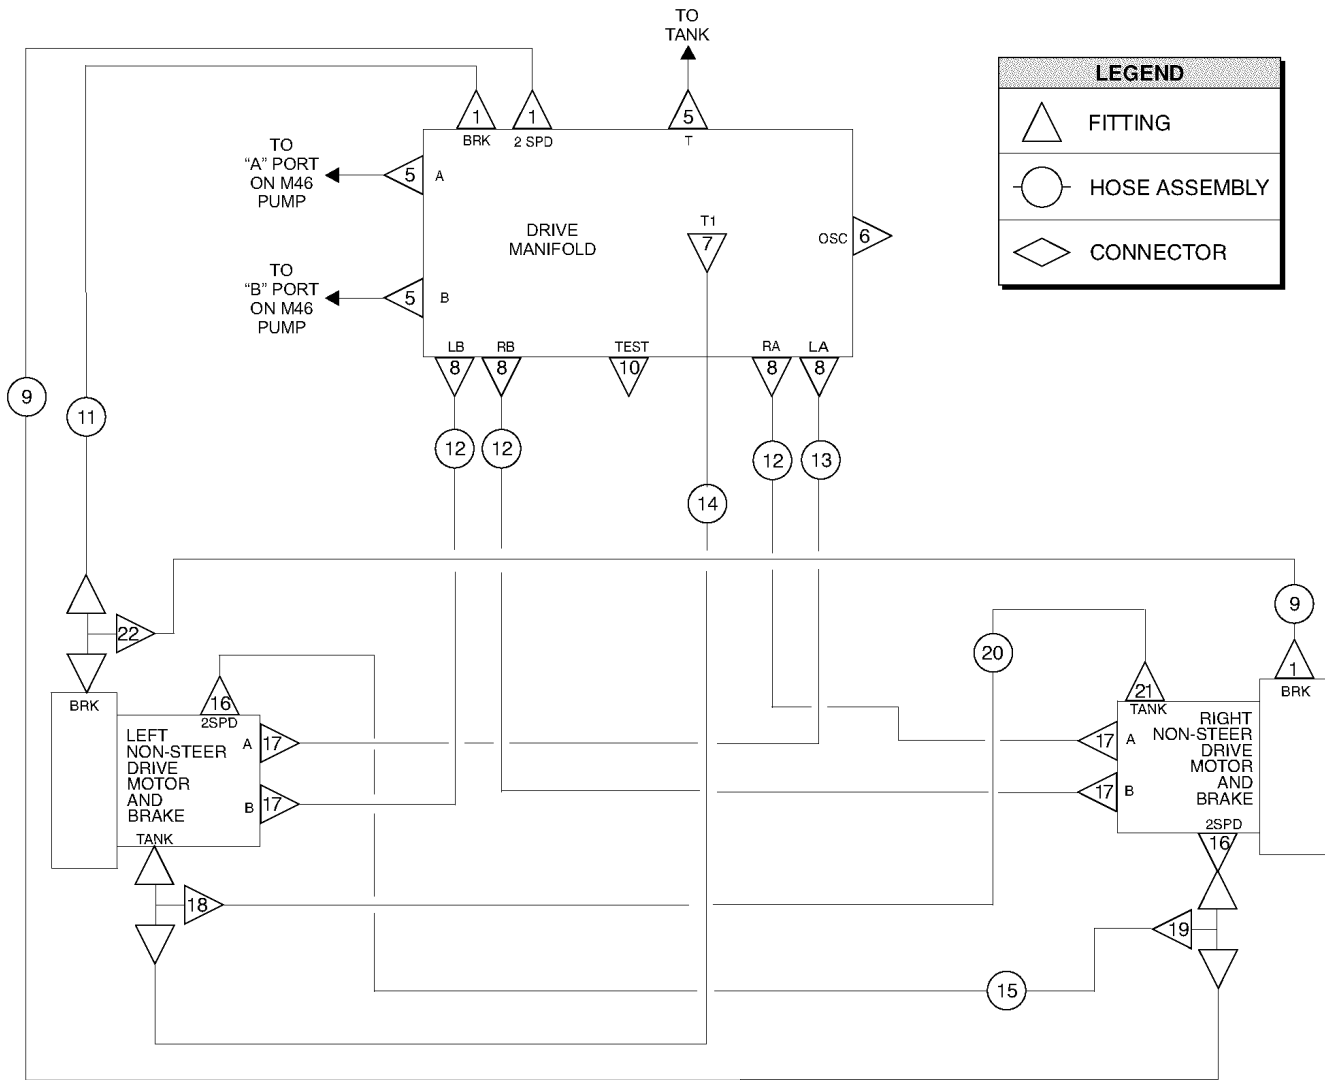 TO
TANK
LEGEND
FITTING
HOSE ASSEMBLY
CONNECTOR
1
1
5
BRK
2 SPD
T
TO
"A" PORT
ON M46
PUMP
5
A
T1
7
DRIVE
MANIFOLD
OSC
6
TO
"B" PORT
ON M46
PUMP
5
B
LB
RB
TEST
RA
LA
8
8
10
8
8
9
11
12
12
12
13
14
9
22
20
1
BRK
BRK
16
2SPD
21
TANK
LEFT
NON-STEER
DRIVE
MOTOR
AND
BRAKE
A
17
B
17
TANK
RIGHT
NON-STEER
DRIVE
MOTOR
AND
BRAKE
17
A
17
B
2SPD
16
18
19
15